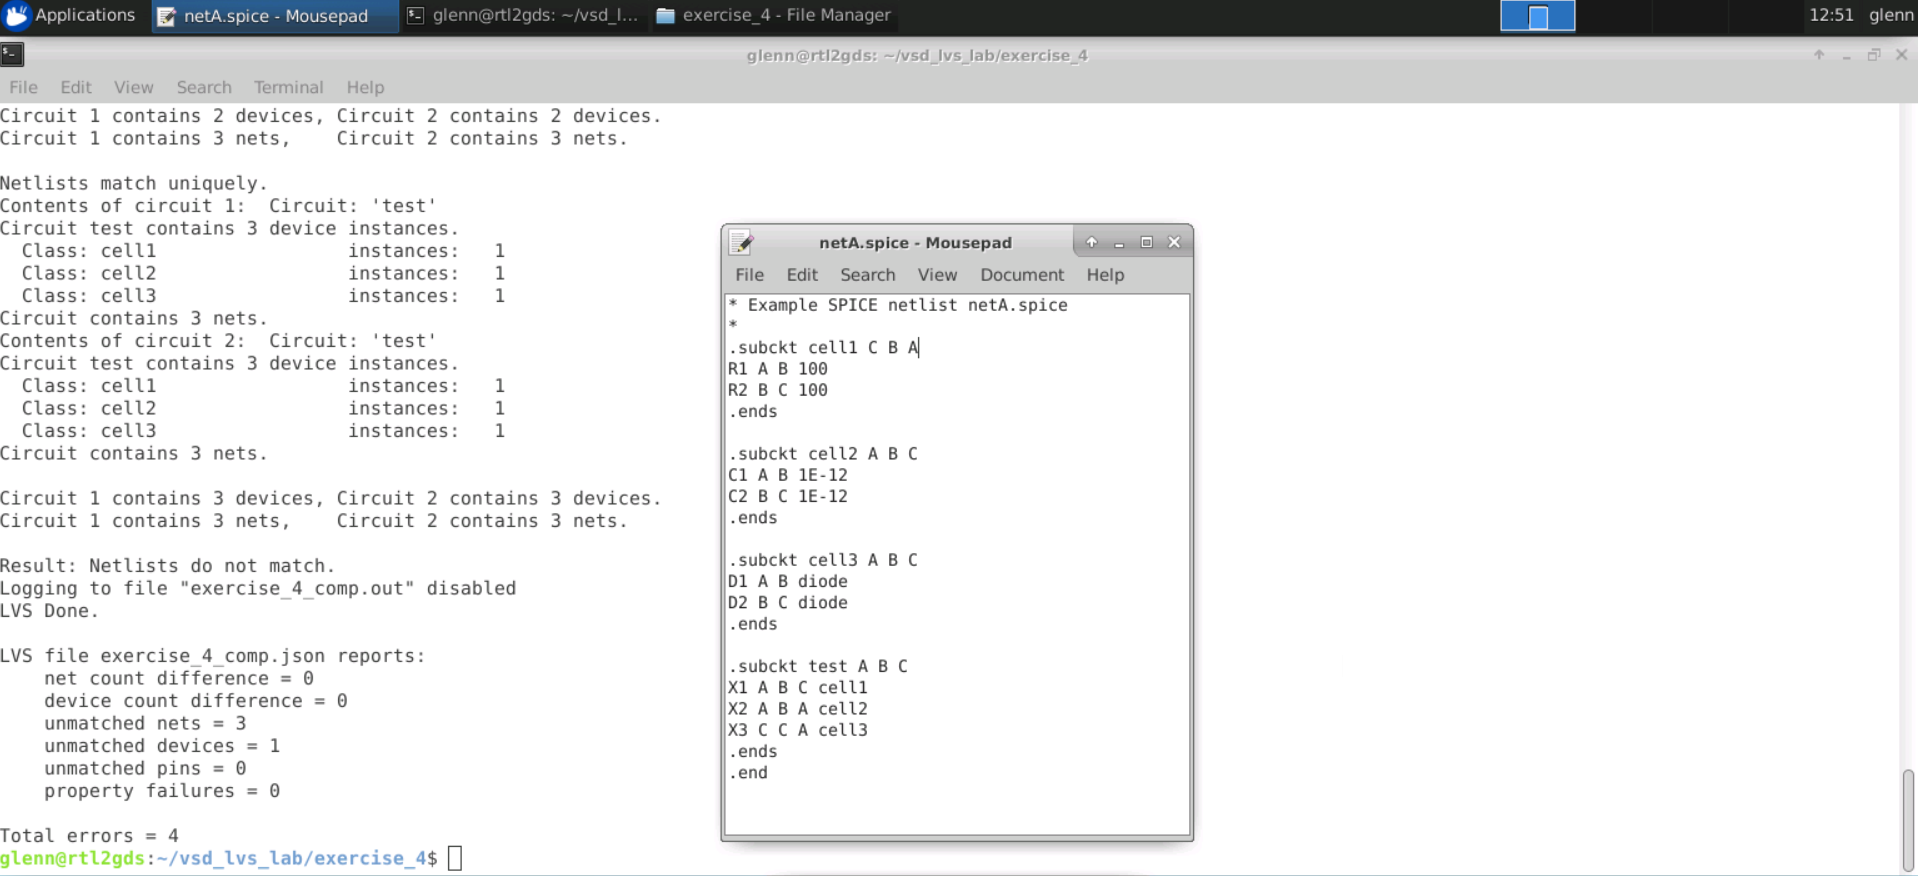 Applications
netA.spice - Mousepad
glenn@rtl2gds: ~/vsd_l...
exercise_4 - File Manager
12:51
glenn
glenn@rtl2gds: ~/vsd_lvs_lab/exercise_4
File Edit View Search Terminal Help
Circuit 1 contains 2 devices, Circuit 2 contains 2 devices.
Circuit 1 contains 3 nets,    Circuit 2 contains 3 nets.
Netlists match uniquely.
Contents of circuit 1:  Circuit: 'test'
Circuit test contains 3 device instances.
  Class: cell1                 instances:   1
  Class: cell2                 instances:   1
  Class: cell3                 instances:   1
Circuit contains 3 nets.
Contents of circuit 2:  Circuit: 'test'
Circuit test contains 3 device instances.
  Class: cell1                 instances:   1
  Class: cell2                 instances:   1
  Class: cell3                 instances:   1
Circuit contains 3 nets.
Circuit 1 contains 3 devices, Circuit 2 contains 3 devices.
Circuit 1 contains 3 nets,    Circuit 2 contains 3 nets.
Result: Netlists do not match.
Logging to file "exercise_4_comp.out" disabled
LVS Done.
LVS file exercise_4_comp.json reports:
    net count difference = 0
    device count difference = 0
    unmatched nets = 3
    unmatched devices = 1
    unmatched pins = 0
    property failures = 0
Total errors = 4
glenn@rtl2gds:~/vsd_lvs_lab/exercise_4$
netA.spice - Mousepad
File Edit Search View Document Help
* Example SPICE netlist netA.spice
*
.subckt cell1 C B A
R1 A B 100
R2 B C 100
.ends
.subckt cell2 A B C
C1 A B 1E-12
C2 B C 1E-12
.ends
.subckt cell3 A B C
D1 A B diode
D2 B C diode
.ends
.subckt test A B C
X1 A B C cell1
X2 A B A cell2
X3 C C A cell3
.ends
.end